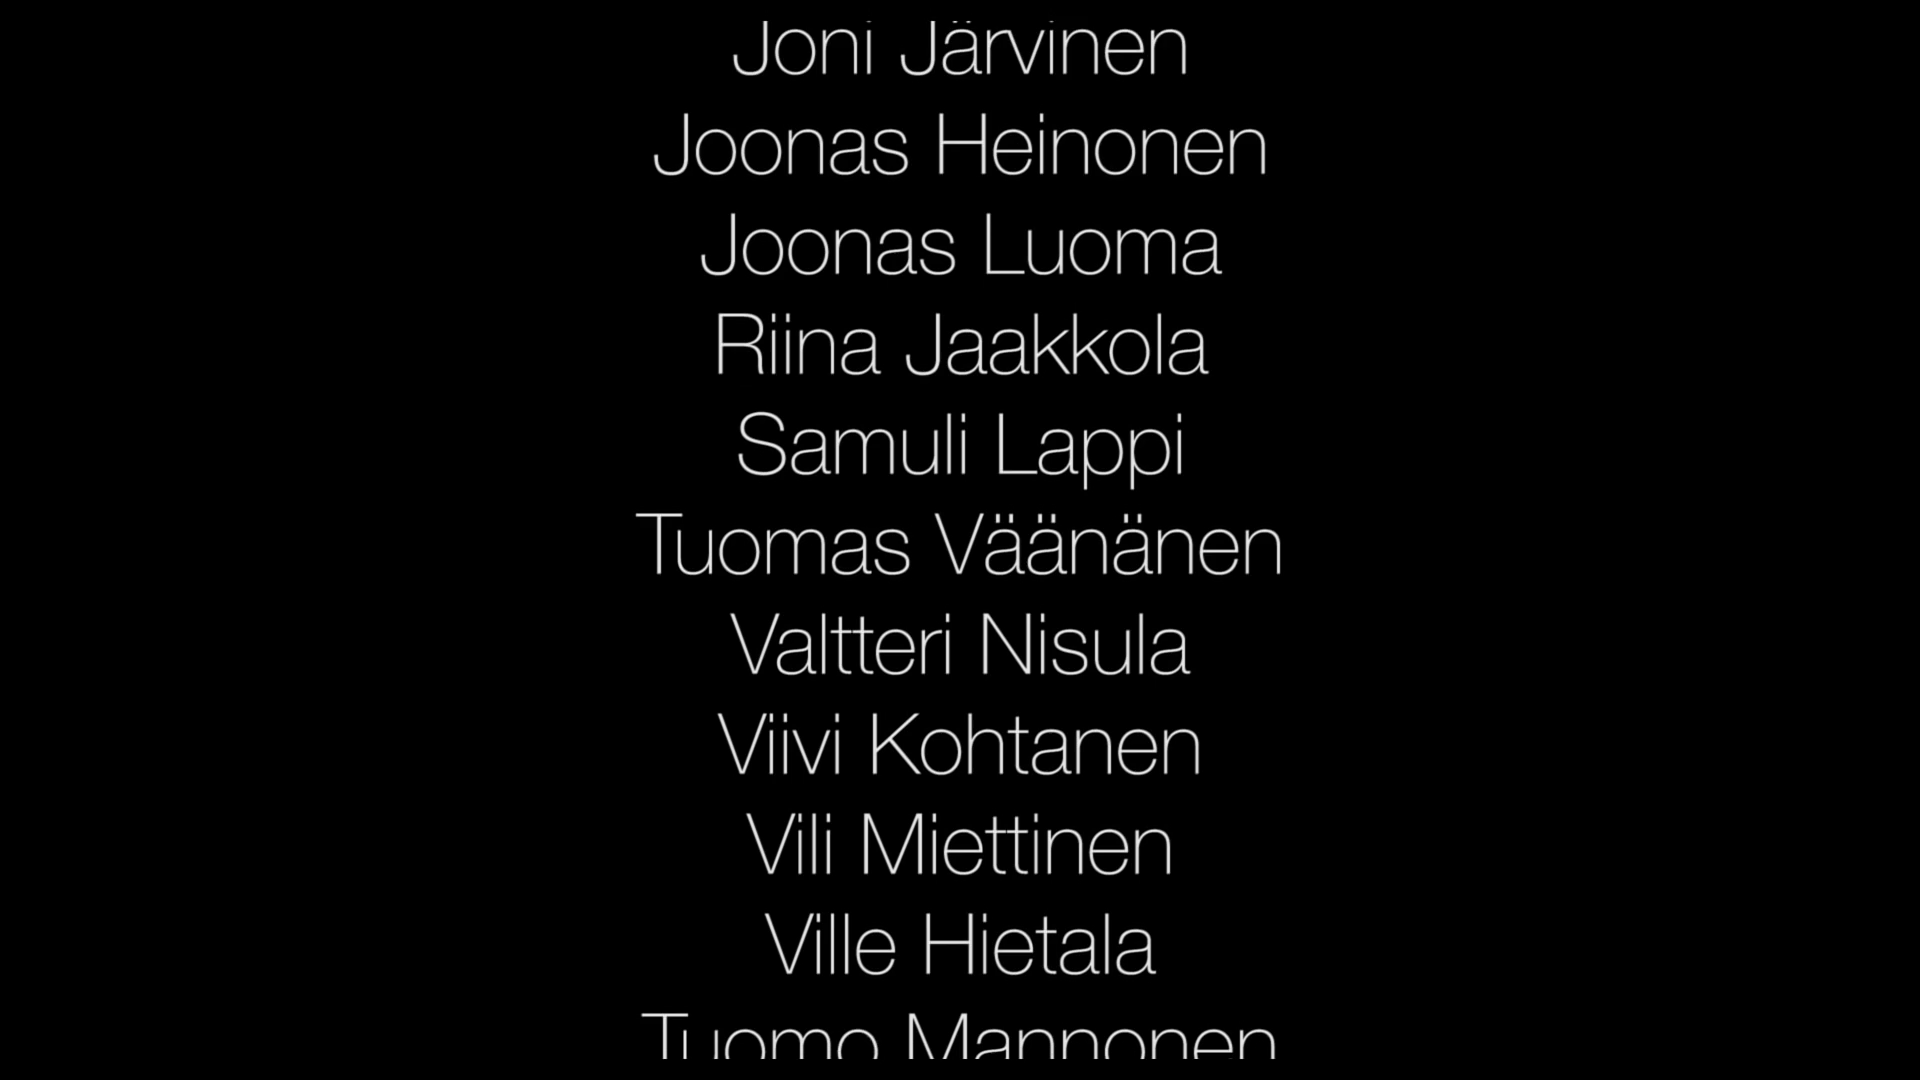 Joni Järvinen
Joonas Heinonen
Joonas Luoma
Riina Jaakkola
Samuli Lappi
Tuomas Väänänen
Valtteri Nisula
Viivi Kohtanen
Vili Miettinen
Ville Hietala
Tuomo Mannonen